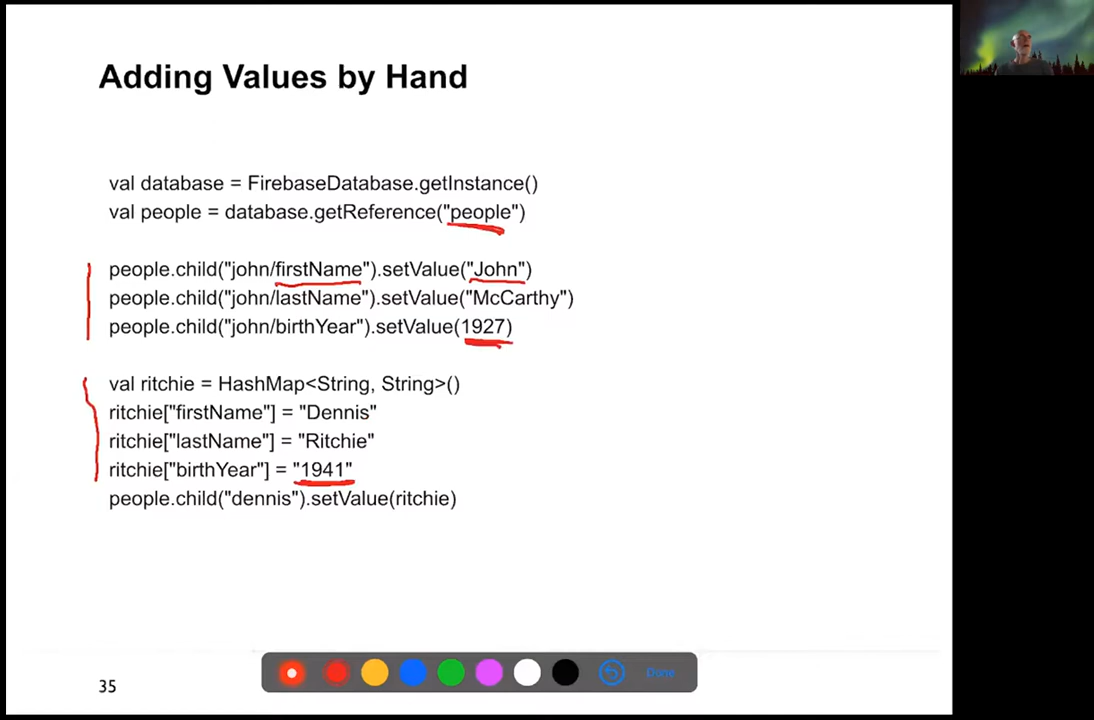 Adding Values by Hand
val database = FirebaseDatabase.getInstance()
val people = database.getReference("people")
people.child("john/firstName").setValue("John")
people.child("john/lastName").setValue("McCarthy")
people.child("john/birthYear").setValue(1927)
val ritchie = HashMap<String, String>()
ritchie["firstName"] = "Dennis"
ritchie["lastName"] = "Ritchie"
ritchie["birthYear"] = "1941"
people.child("dennis").setValue(ritchie)
Done
35